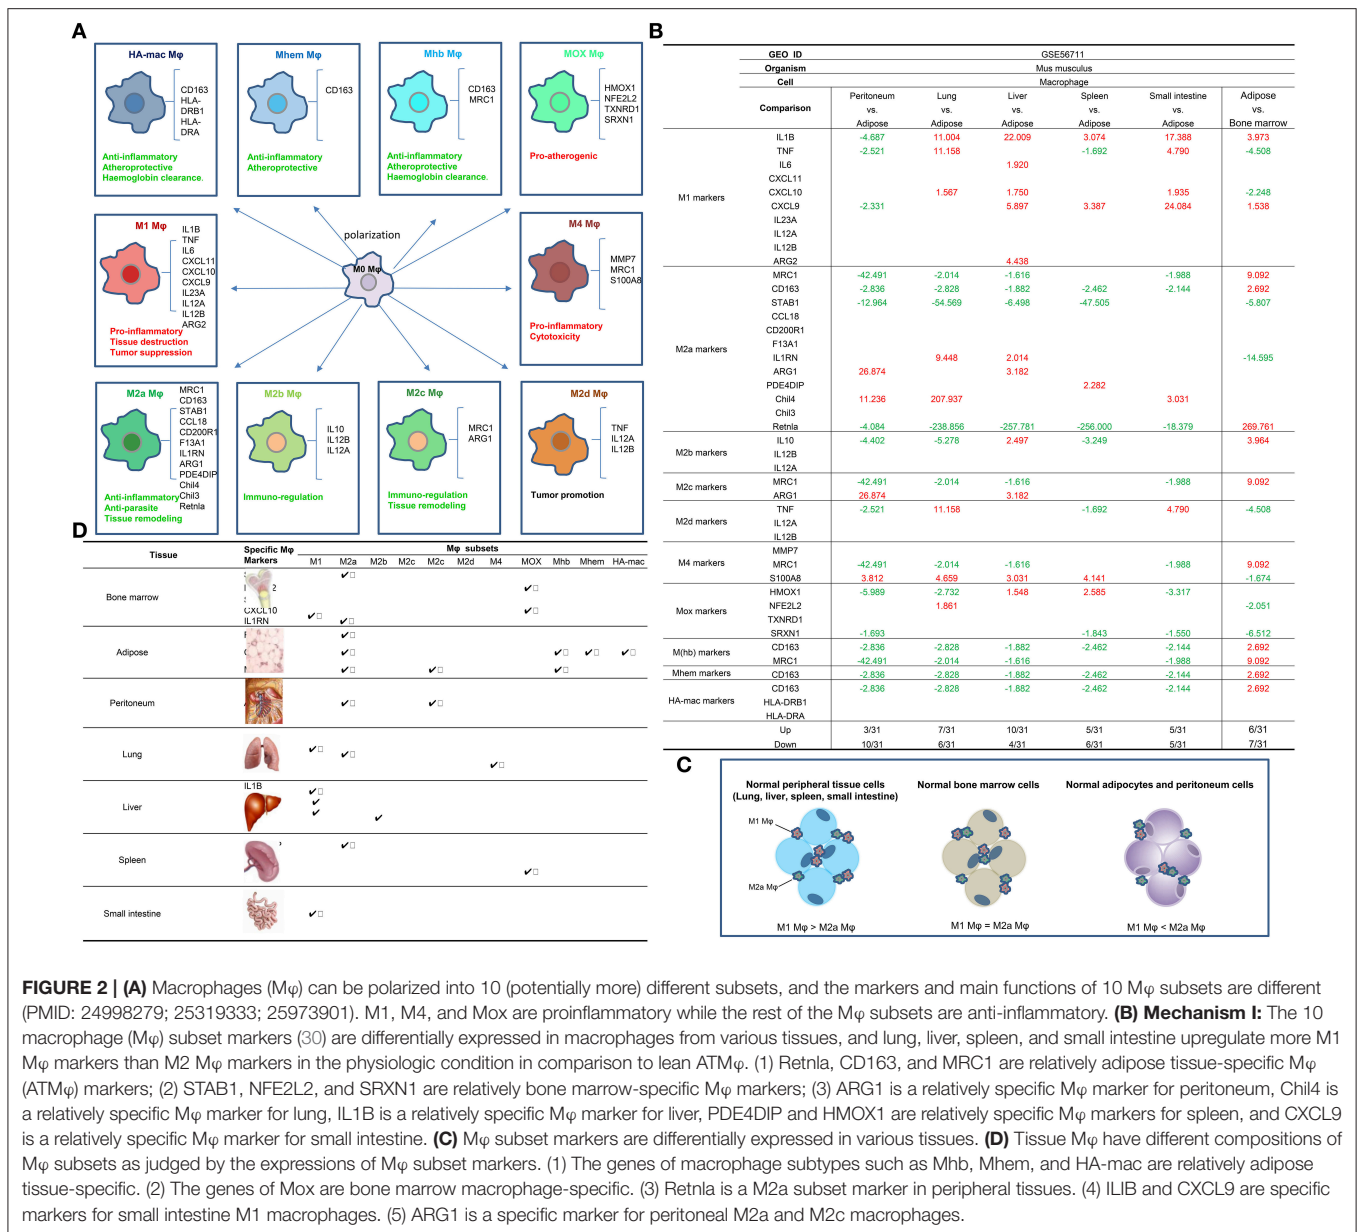 A
HA-mac Mφ
CD163
HLA-
DRB1
HLA-
DRA
Anti-inflammatory
Atheroprotective
Haemoglobin clearance.
Mhem Mφ
CD163
Anti-inflammatory
Atheroprotective
Mhb Mφ
CD163
MRC1
Anti-inflammatory
Atheroprotective
Haemoglobin clearance.
MOX Mφ
HMOX1
NFE2L2
TXNRD1
SRXN1
Pro-atherogenic
M1 Mφ
IL1B
TNF
IL6
CXCL11
CXCL10
CXCL9
IL23A
IL12A
IL12B
ARG2
Pro-inflammatory
Tissue destruction
Tumor suppression
polarization
M0 Mφ
M4 Mφ
MMP7
MRC1
S100A8
Pro-inflammatory
Cytotoxicity
M2a Mφ
MRC1
CD163
STAB1
CCL18
CD200R1
F13A1
IL1RN
ARG1
PDE4DIP
Chil4
Chil3
Retnla
Anti-inflammatory
Anti-parasite
Tissue remodeling
M2b Mφ
IL10
IL12B
IL12A
Immuno-regulation
M2c Mφ
MRC1
ARG1
Immuno-regulation
Tissue remodeling
M2d Mφ
TNF
IL12A
IL12B
Tumor promotion
B
GEO ID GSE56711
Organism Mus musculus
Cell Macrophage
Comparison Peritoneum vs. Adipose Lung vs. Adipose Liver vs. Adipose Spleen vs. Adipose Small intestine vs. Adipose Adipose vs. Bone marrow
M1 markers
IL1B -4.687 11.004 22.009 3.074 17.388 3.973
TNF -2.521 11.158 -1.692 4.790 -4.508
IL6 1.920
CXCL11
CXCL10 1.567 1.750 1.935 -2.248
CXCL9 -2.331 5.897 3.387 24.084 1.538
IL23A
IL12A
IL12B
ARG2 4.438
M2a markers
MRC1 -42.491 -2.014 -1.616 -1.988 9.092
CD163 -2.836 -2.828 -1.882 -2.462 -2.144 2.692
STAB1 -12.964 -54.569 -6.498 -47.505 -5.807
CCL18
CD200R1
F13A1
IL1RN 9.448 2.014 -14.595
ARG1 26.874 3.182
PDE4DIP 2.282
Chil4 11.236 207.937 3.031
Chil3
Retnla -4.084 -238.856 -257.781 -256.000 -18.379 269.761
M2b markers
IL10 -4.402 -5.278 2.497 -3.249 3.964
IL12B
IL12A
M2c markers
MRC1 -42.491 -2.014 -1.616 -1.988 9.092
ARG1 26.874 3.182
M2d markers
TNF -2.521 11.158 -1.692 4.790 -4.508
IL12A
IL12B
M4 markers
MMP7
MRC1 -42.491 -2.014 -1.616 -1.988 9.092
S100A8 3.812 4.659 3.031 4.141 -1.674
Mox markers
HMOX1 -5.989 -2.732 1.548 2.585 -3.317
NFE2L2 1.861 -2.051
TXNRD1
SRXN1 -1.693 -1.843 -1.550 -6.512
M(hb) markers
CD163 -2.836 -2.828 -1.882 -2.462 -2.144 2.692
MRC1 -42.491 -2.014 -1.616 -1.988 9.092
Mhem markers CD163 -2.836 -2.828 -1.882 -2.462 -2.144 2.692
HA-mac markers
CD163 -2.836 -2.828 -1.882 -2.462 -2.144 2.692
HLA-DRB1
HLA-DRA
Up 3/31 7/31 10/31 5/31 5/31 6/31
Down 10/31 6/31 4/31 6/31 5/31 7/31
C
Normal peripheral tissue cells
(Lung, liver, spleen, small intestine)
M1 Mφ
M2a Mφ
M1 Mφ > M2a Mφ
Normal bone marrow cells
M1 Mφ = M2a Mφ
Normal adipocytes and peritoneum cells
M1 Mφ < M2a Mφ
D
Tissue Specific Mφ Markers Mφ subsets
M1 M2a M2b M2c M2c M2d M4 MOX Mhb Mhem HA-mac
Bone marrow ✔
✔
CXCL10 ✔
IL1RN ✔ ✔
Adipose ✔
✔ ✔ ✔ ✔
✔ ✔ ✔
Peritoneum ✔ ✔
Lung ✔ ✔ ✔
Liver IL1B ✔
✔
✔
✔
Spleen ✔
✔
Small intestine ✔
FIGURE 2 | (A) Macrophages (Mφ) can be polarized into 10 (potentially more) different subsets, and the markers and main functions of 10 Mφ subsets are different
(PMID: 24998279; 25319333; 25973901). M1, M4, and Mox are proinflammatory while the rest of the Mφ subsets are anti-inflammatory. (B) Mechanism I: The 10
macrophage (Mφ) subset markers (30) are differentially expressed in macrophages from various tissues, and lung, liver, spleen, and small intestine upregulate more M1
Mφ markers than M2 Mφ markers in the physiologic condition in comparison to lean ATMφ. (1) Retnla, CD163, and MRC1 are relatively adipose tissue-specific Mφ
(ATMφ) markers; (2) STAB1, NFE2L2, and SRXN1 are relatively bone marrow-specific Mφ markers; (3) ARG1 is a relatively specific Mφ marker for peritoneum, Chil4 is
a relatively specific Mφ marker for lung, IL1B is a relatively specific Mφ marker for liver, PDE4DIP and HMOX1 are relatively specific Mφ markers for spleen, and CXCL9
is a relatively specific Mφ marker for small intestine. (C) Mφ subset markers are differentially expressed in various tissues. (D) Tissue Mφ have different compositions of
Mφ subsets as judged by the expressions of Mφ subset markers. (1) The genes of macrophage subtypes such as Mhb, Mhem, and HA-mac are relatively adipose
tissue-specific. (2) The genes of Mox are bone marrow macrophage-specific. (3) Retnla is a M2a subset marker in peripheral tissues. (4) ILIB and CXCL9 are specific
markers for small intestine M1 macrophages. (5) ARG1 is a specific marker for peritoneal M2a and M2c macrophages.